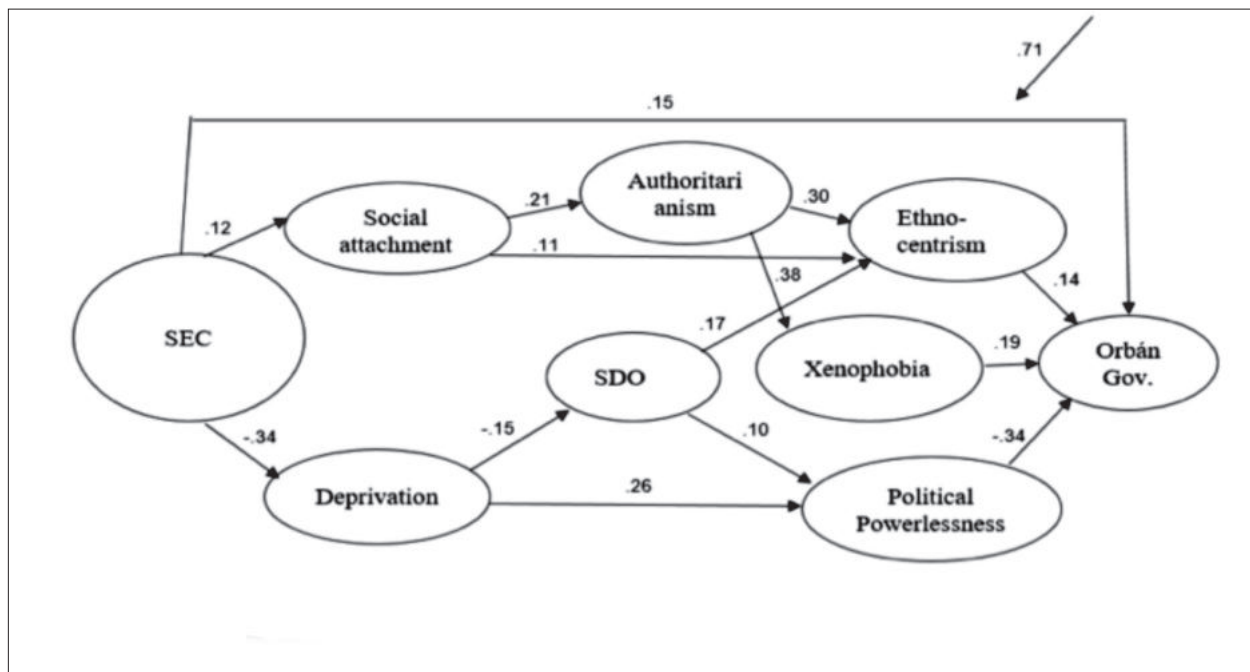 .71
.15
Authoritari
anism
.30
.21
Social
attachment
.12
.11
Ethno-
centrism
.38
.14
SEC
.17
.19
SDO
Xenophobia
Orbán
Gov.
-.34
-.15
.10
-.34
Deprivation
.26
Political
Powerlessness